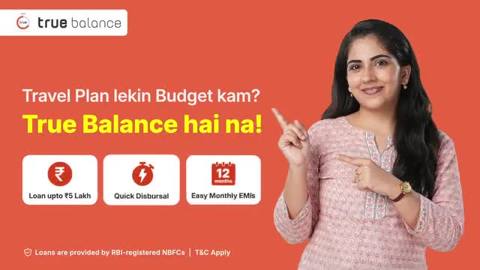 true balance
Travel Plan lekin Budget kam?
True Balance hai na!
₹
Loan upto ₹5 Lakh
Quick Disbursal
12
months
Easy Monthly EMIs
Loans are provided by RBI-registered NBFCs | T&C Apply